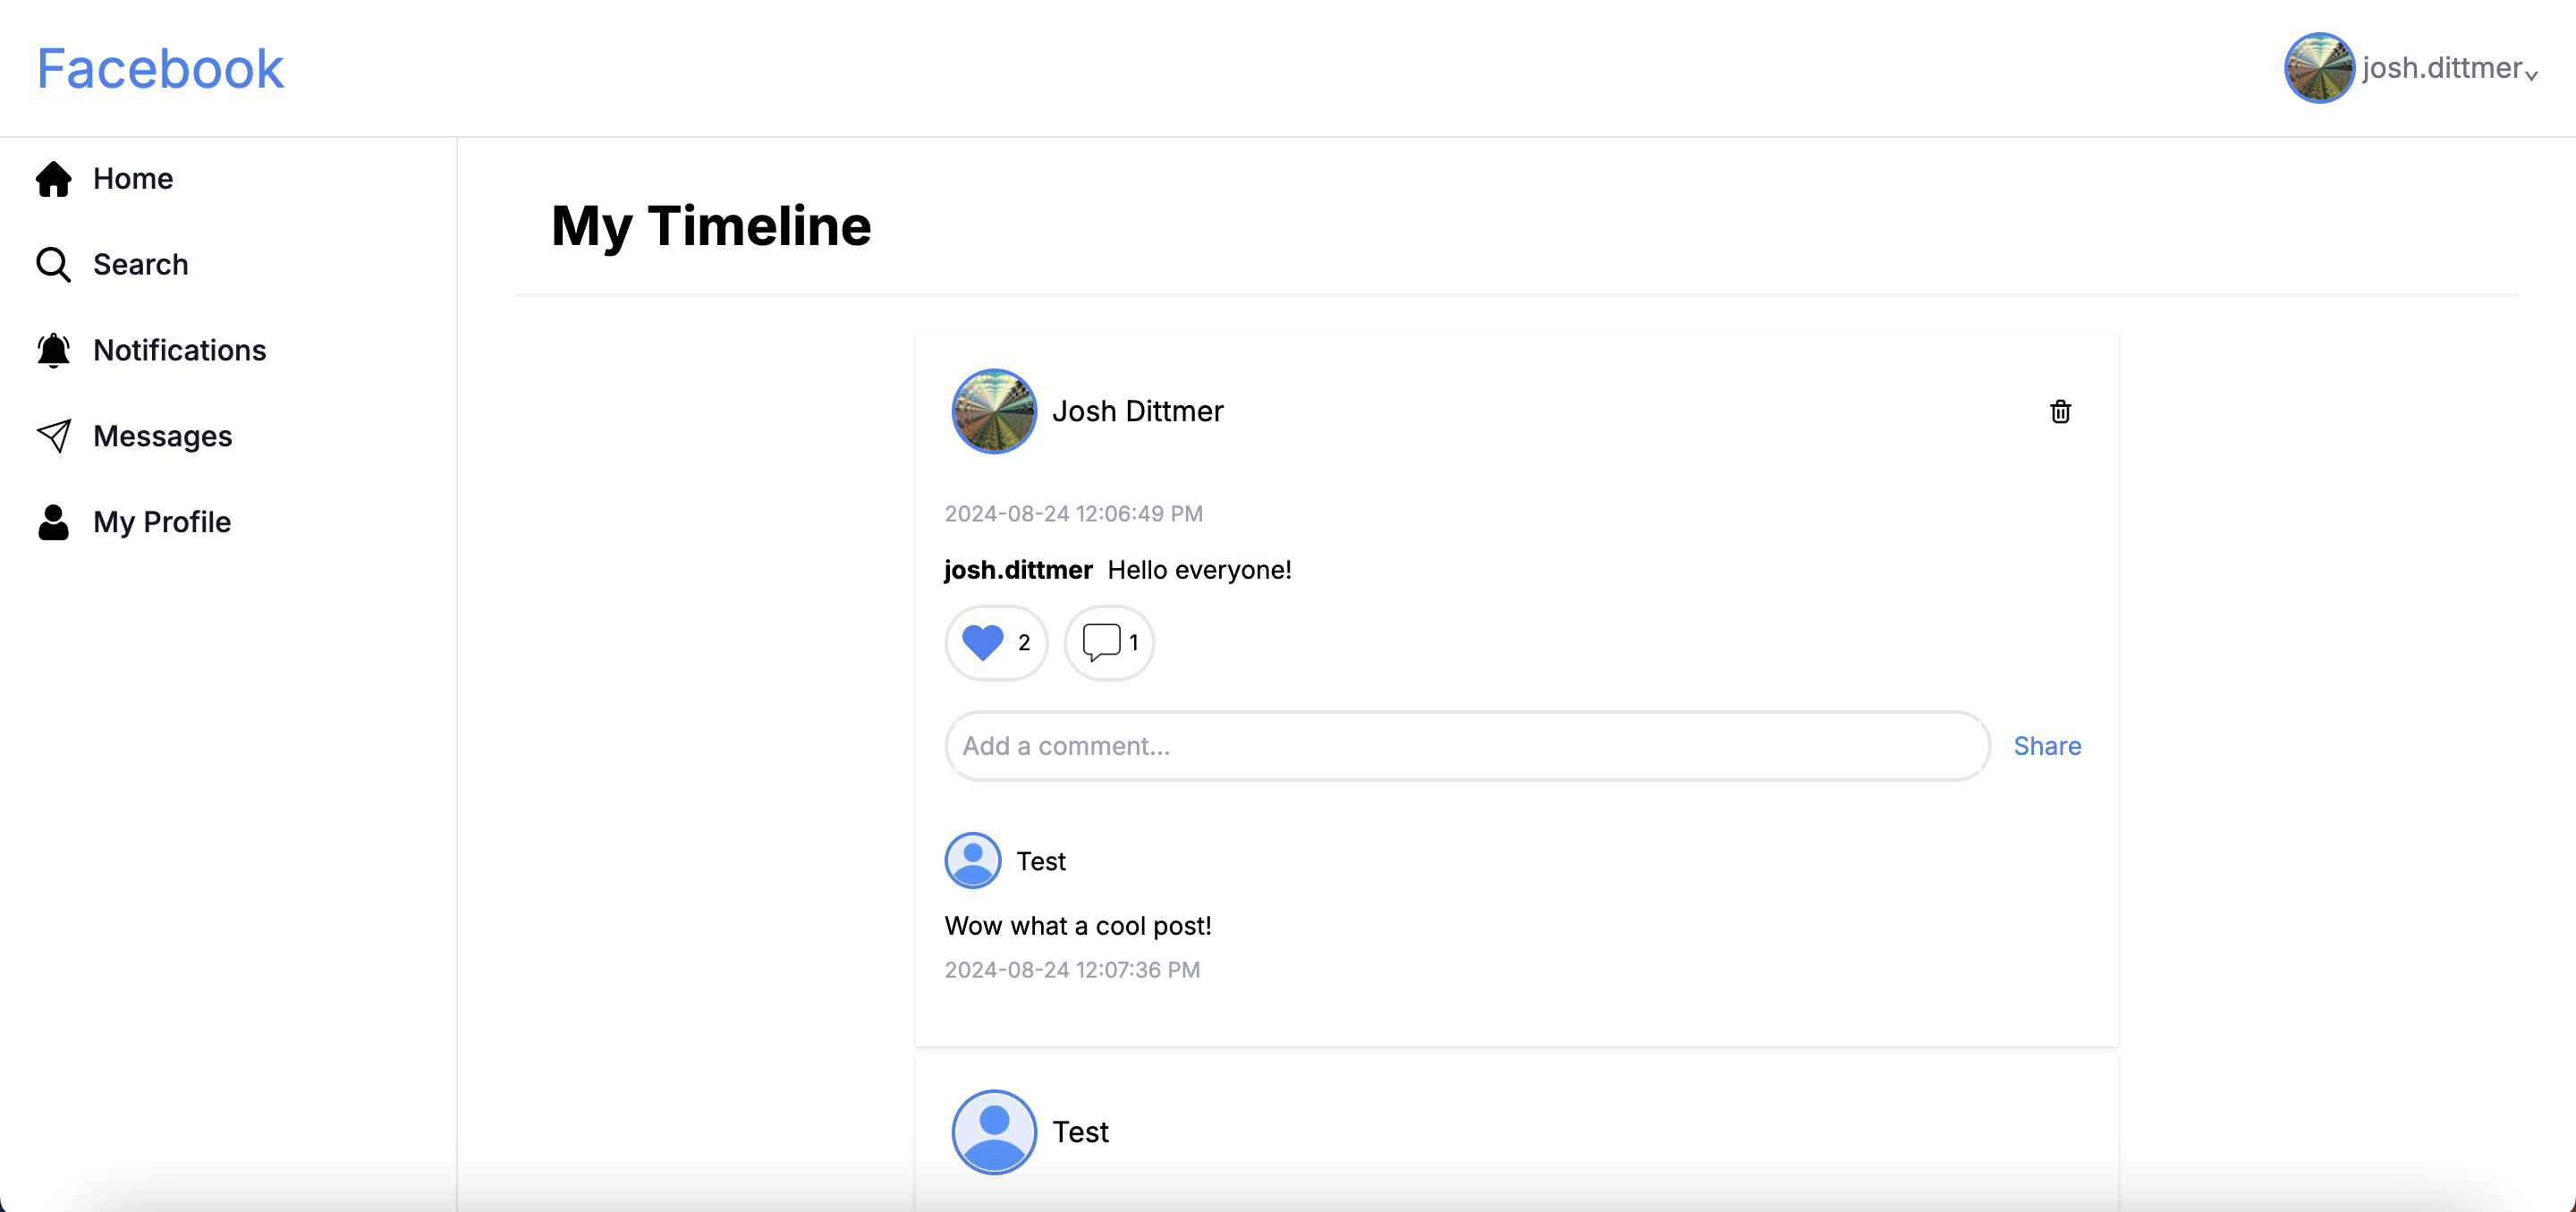 Facebook
josh.dittmer
Home
Search
Notifications
Messages
My Profile
My Timeline
Josh Dittmer
2024-08-24 12:06:49 PM
josh.dittmer Hello everyone!
2 1
Add a comment...
Share
Test
Wow what a cool post!
2024-08-24 12:07:36 PM
Test